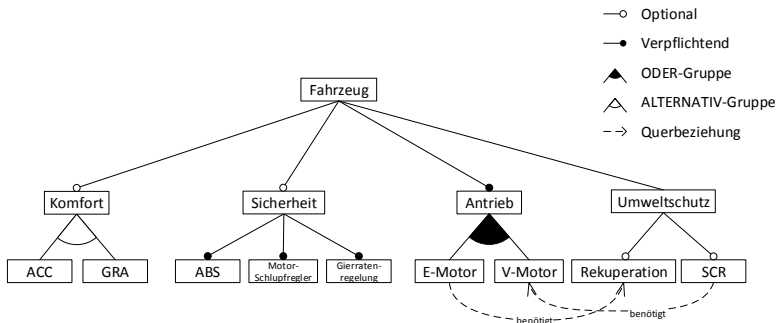 Optional
Verpflichtend
ODER-Gruppe
ALTERNATIV-Gruppe
Querbeziehung
Fahrzeug
Komfort
Sicherheit
Antrieb
Umweltschutz
ACC
GRA
ABS
Motor-
Schlupfregler
Gierraten-
regelung
E-Motor
V-Motor
Rekuperation
SCR
benötigt
benötigt